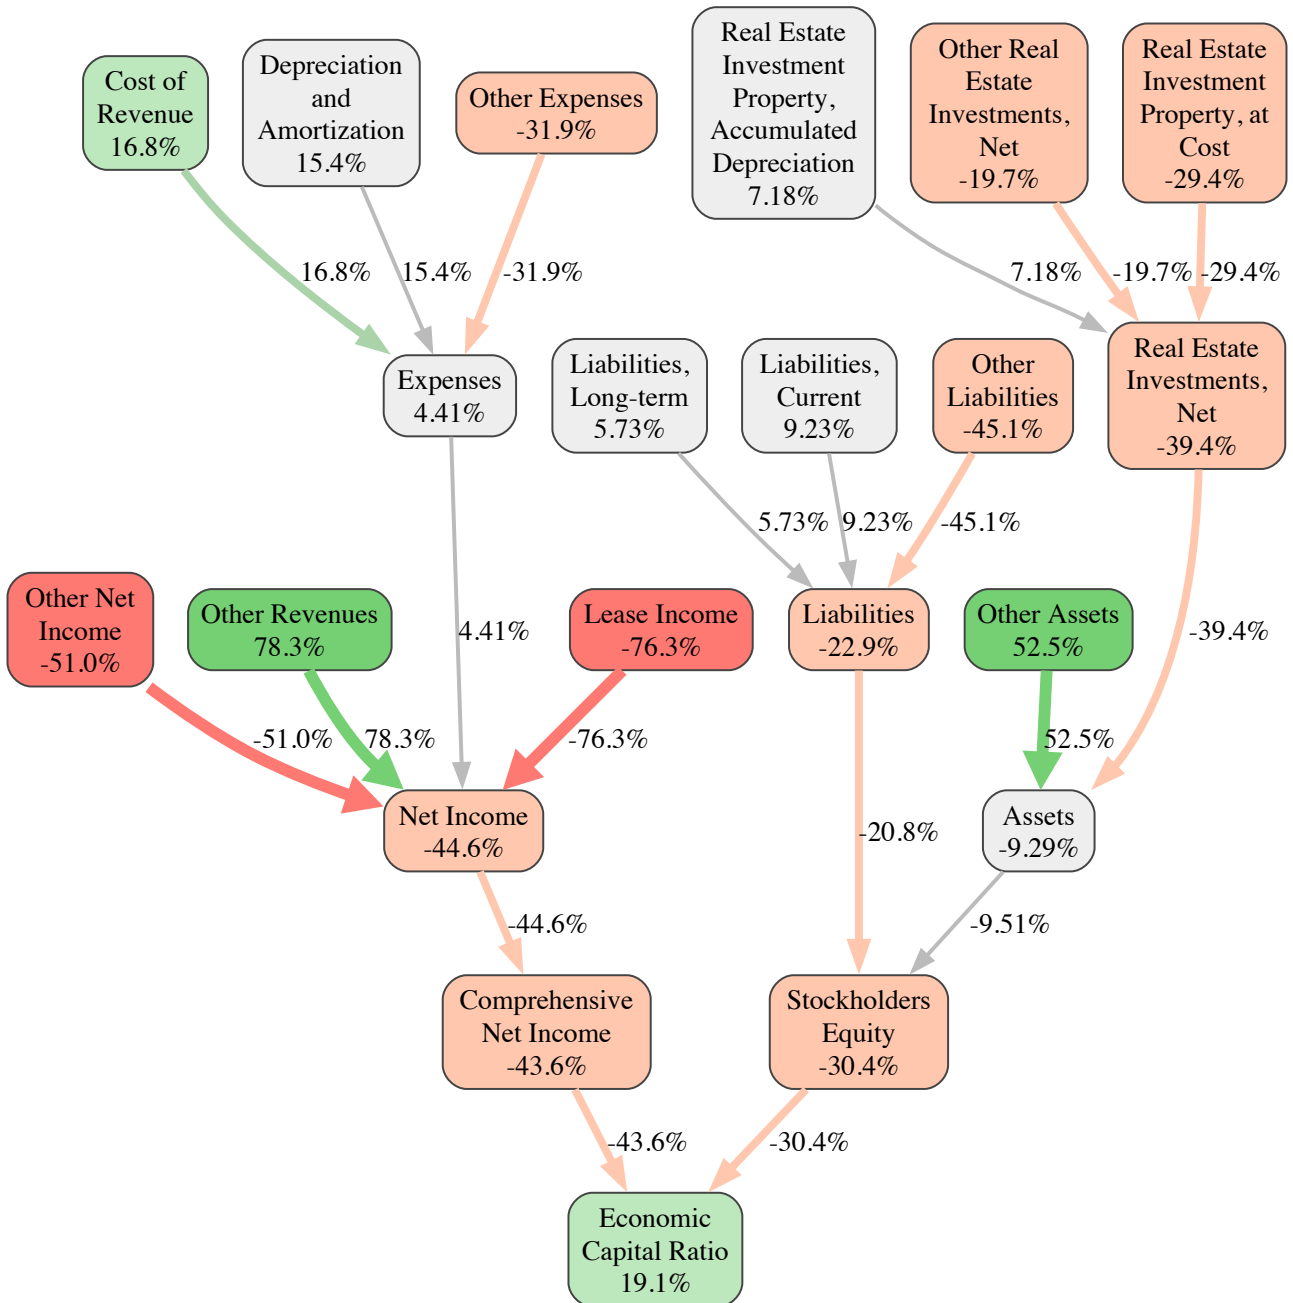 Cost of
Revenue
16.8%
Depreciation
and
Amortization
15.4%
Other Expenses
-31.9%
Real Estate
Investment
Property,
Accumulated
Depreciation
7.18%
Other Real
Estate
Investments,
Net
-19.7%
Real Estate
Investment
Property, at
Cost
-29.4%
16.8%
15.4%
-31.9%
7.18%
-19.7%
-29.4%
Expenses
4.41%
Liabilities,
Long-term
5.73%
Liabilities,
Current
9.23%
Other
Liabilities
-45.1%
Real Estate
Investments,
Net
-39.4%
5.73%
9.23%
-45.1%
Other Net
Income
-51.0%
Other Revenues
78.3%
4.41%
Lease Income
-76.3%
Liabilities
-22.9%
Other Assets
52.5%
-39.4%
-51.0%
78.3%
-76.3%
52.5%
Net Income
-44.6%
-20.8%
Assets
-9.29%
-44.6%
-9.51%
Comprehensive
Net Income
-43.6%
Stockholders
Equity
-30.4%
-43.6%
-30.4%
Economic
Capital Ratio
19.1%